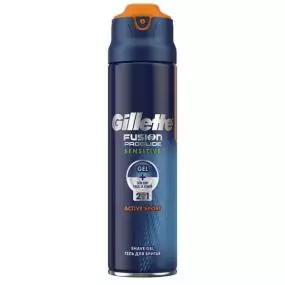 Gillette
FUSION
PROGLIDE
SENSITIVE
GEL
2in1
ACTIVE SPORT
SHAVE GEL
ГЕЛЬ ДЛЯ БРИТЬЯ